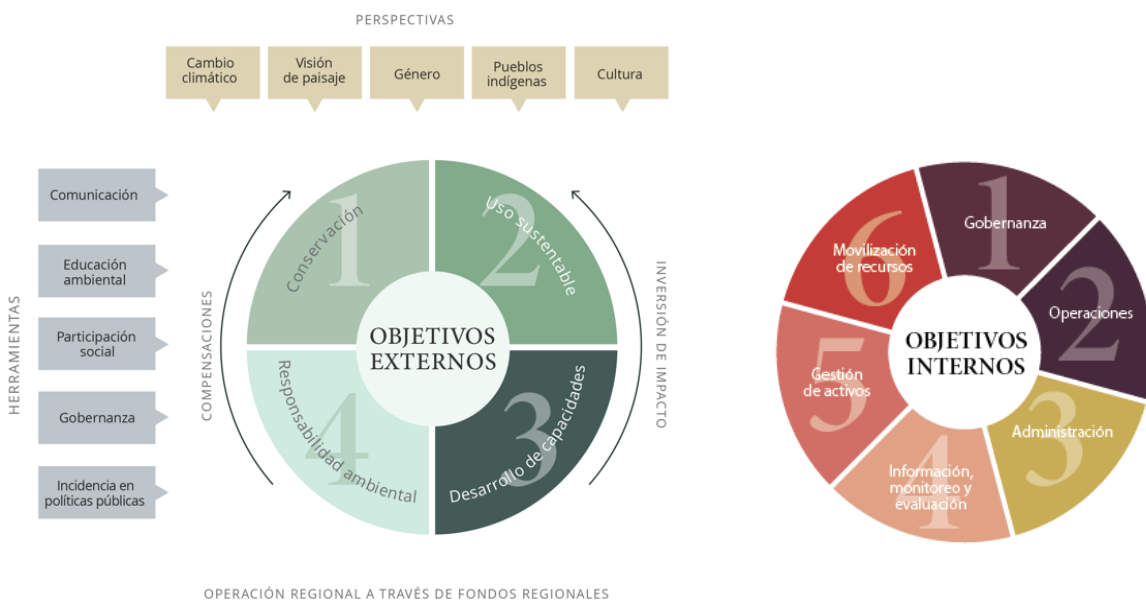 PERSPECTIVAS
Cambio
climático
Visión
de paisaje
Género
Pueblos
indígenas
Cultura
HERRAMIENTAS
Comunicación
Educación
ambiental
Participación
social
Gobernanza
Incidencia en
políticas públicas
COMPENSACIONES
1
Conservación
2
Uso sustentable
3
Desarrollo de capacidades
4
Responsabilidad ambiental
OBJETIVOS
EXTERNOS
INVERSIÓN DE IMPACTO
OPERACIÓN REGIONAL A TRAVÉS DE FONDOS REGIONALES
OBJETIVOS
INTERNOS
1
Gobernanza
2
Operaciones
3
Administración
4
Información,
monitoreo y
evaluación
5
Gestión
de activos
6
Movilización
de recursos